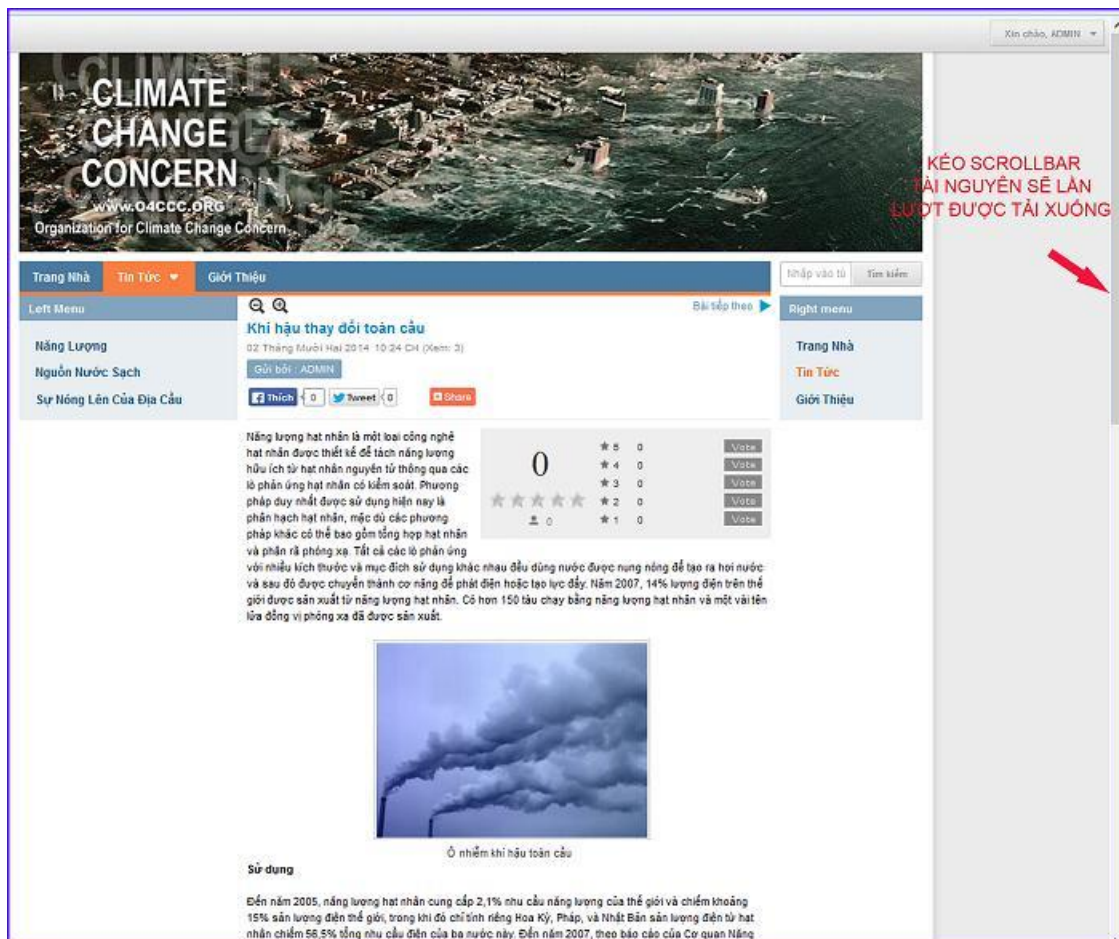 Xin chào, ADMIN
CLIMATE
CHANGE
CONCERN
www.O4CCC.ORG
Organization for Climate Change Concern
KÉO SCROLLBAR
TÀI NGUYÊN SẼ LẦN
LƯỢT ĐƯỢC TẢI XUỐNG
Trang Nhà Tin Tức Giới Thiệu
Nhập vào từ Tìm kiếm
Left Menu
Năng Lượng
Nguồn Nước Sạch
Sự Nóng Lên Của Địa Cầu
Bài tiếp theo
Khí hậu thay đổi toàn cầu
02 Tháng Mười Hai 2014 10:24 CH (Xem: 3)
Gửi bởi : ADMIN
Thích 0 Tweet 0 Share
Right menu
Trang Nhà
Tin Tức
Giới Thiệu
Năng lượng hạt nhân là một loại công nghệ
hạt nhân được thiết kế để tách năng lượng
hữu ích từ hạt nhân nguyên tử thông qua các
lò phản ứng hạt nhân có kiểm soát. Phương
pháp duy nhất được sử dụng hiện nay là
phân hạch hạt nhân, mặc dù các phương
pháp khác có thể bao gồm tổng hợp hạt nhân
và phân rã phóng xạ. Tất cả các lò phản ứng
với nhiều kích thước và mục đích sử dụng khác nhau đều dùng nước được nung nóng để tạo ra hơi nước
và sau đó được chuyển thành cơ năng để phát điện hoặc tạo lực đẩy. Năm 2007, 14% lượng điện trên thế
giới được sản xuất từ năng lượng hạt nhân. Có hơn 150 tàu chạy bằng năng lượng hạt nhân và một vài tên
lửa đồng vị phóng xạ đã được sản xuất.
0
0
5 0 Vote
4 0 Vote
3 0 Vote
2 0 Vote
1 0 Vote
Ô nhiễm khí hậu toàn cầu
Sử dụng
Đến năm 2005, năng lượng hạt nhân cung cấp 2,1% nhu cầu năng lượng của thế giới và chiếm khoảng
15% sản lượng điện thế giới, trong khi đó chỉ tính riêng Hoa Kỳ, Pháp, và Nhật Bản sản lượng điện từ hạt
nhân chiếm 56,5% tổng nhu cầu điện của ba nước này. Đến năm 2007, theo báo cáo của Cơ quan Năng